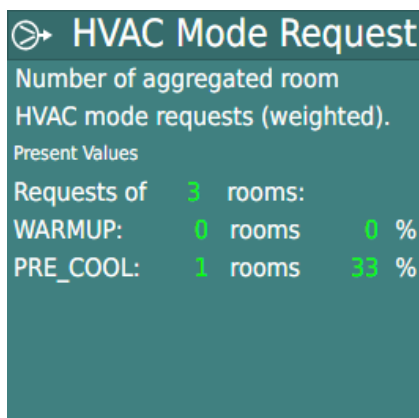 HVAC Mode Request
Number of aggregated room
HVAC mode requests (weighted).
Present Values
Requests of 3 rooms:
WARMUP: 0 rooms 0 %
PRE_COOL: 1 rooms 33 %